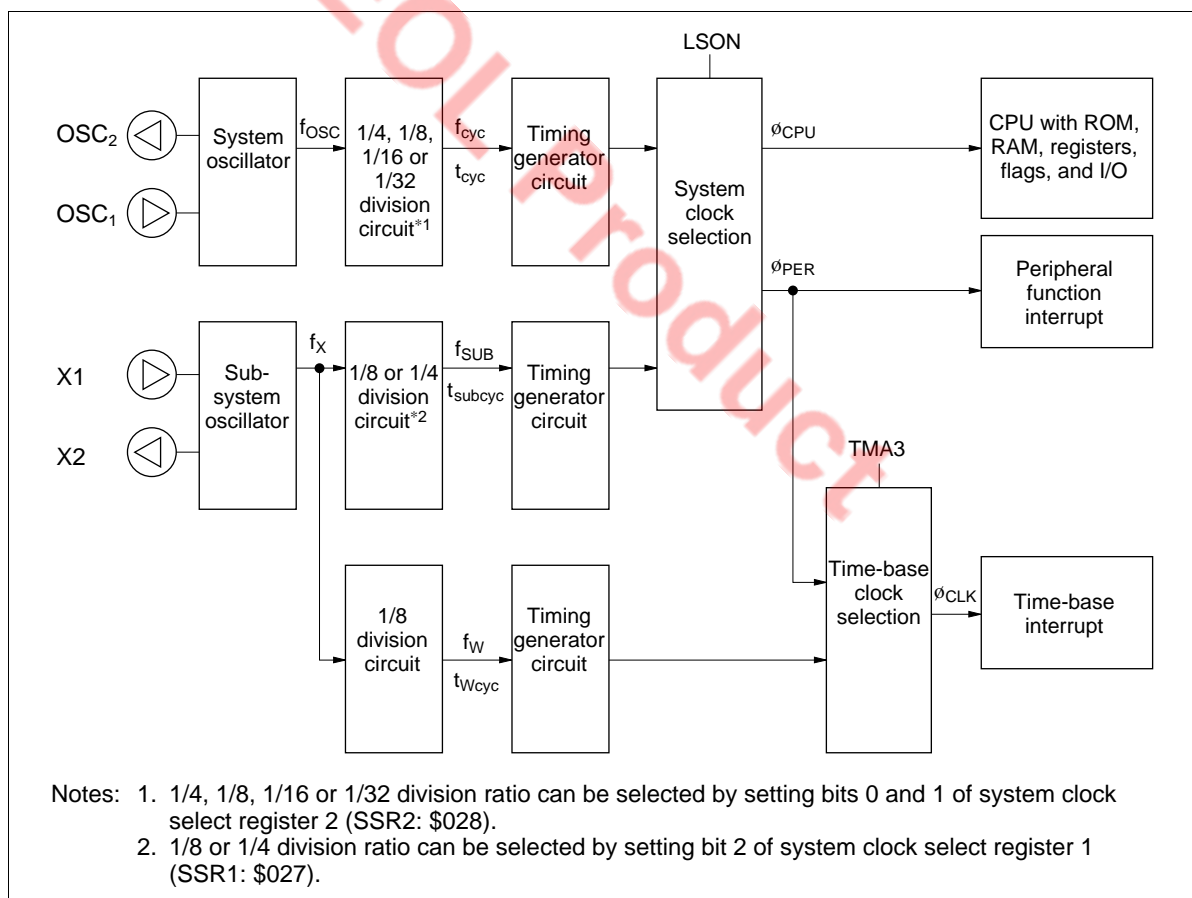 LSON
OSC2
OSC1
System
oscillator
fOSC
1/4, 1/8,
1/16 or
1/32
division
circuit*1
fcyc
tcyc
Timing
generator
circuit
System
clock
selection
øCPU
CPU with ROM,
RAM, registers,
flags, and I/O
øPER
Peripheral
function
interrupt
X1
X2
Sub-
system
oscillator
fX
1/8 or 1/4
division
circuit*2
fSUB
tsubcyc
Timing
generator
circuit
TMA3
1/8
division
circuit
fW
tWcyc
Timing
generator
circuit
Time-base
clock
selection
øCLK
Time-base
interrupt
Notes: 1. 1/4, 1/8, 1/16 or 1/32 division ratio can be selected by setting bits 0 and 1 of system clock
select register 2 (SSR2: $028).
2. 1/8 or 1/4 division ratio can be selected by setting bit 2 of system clock select register 1
(SSR1: $027).
EOL Product